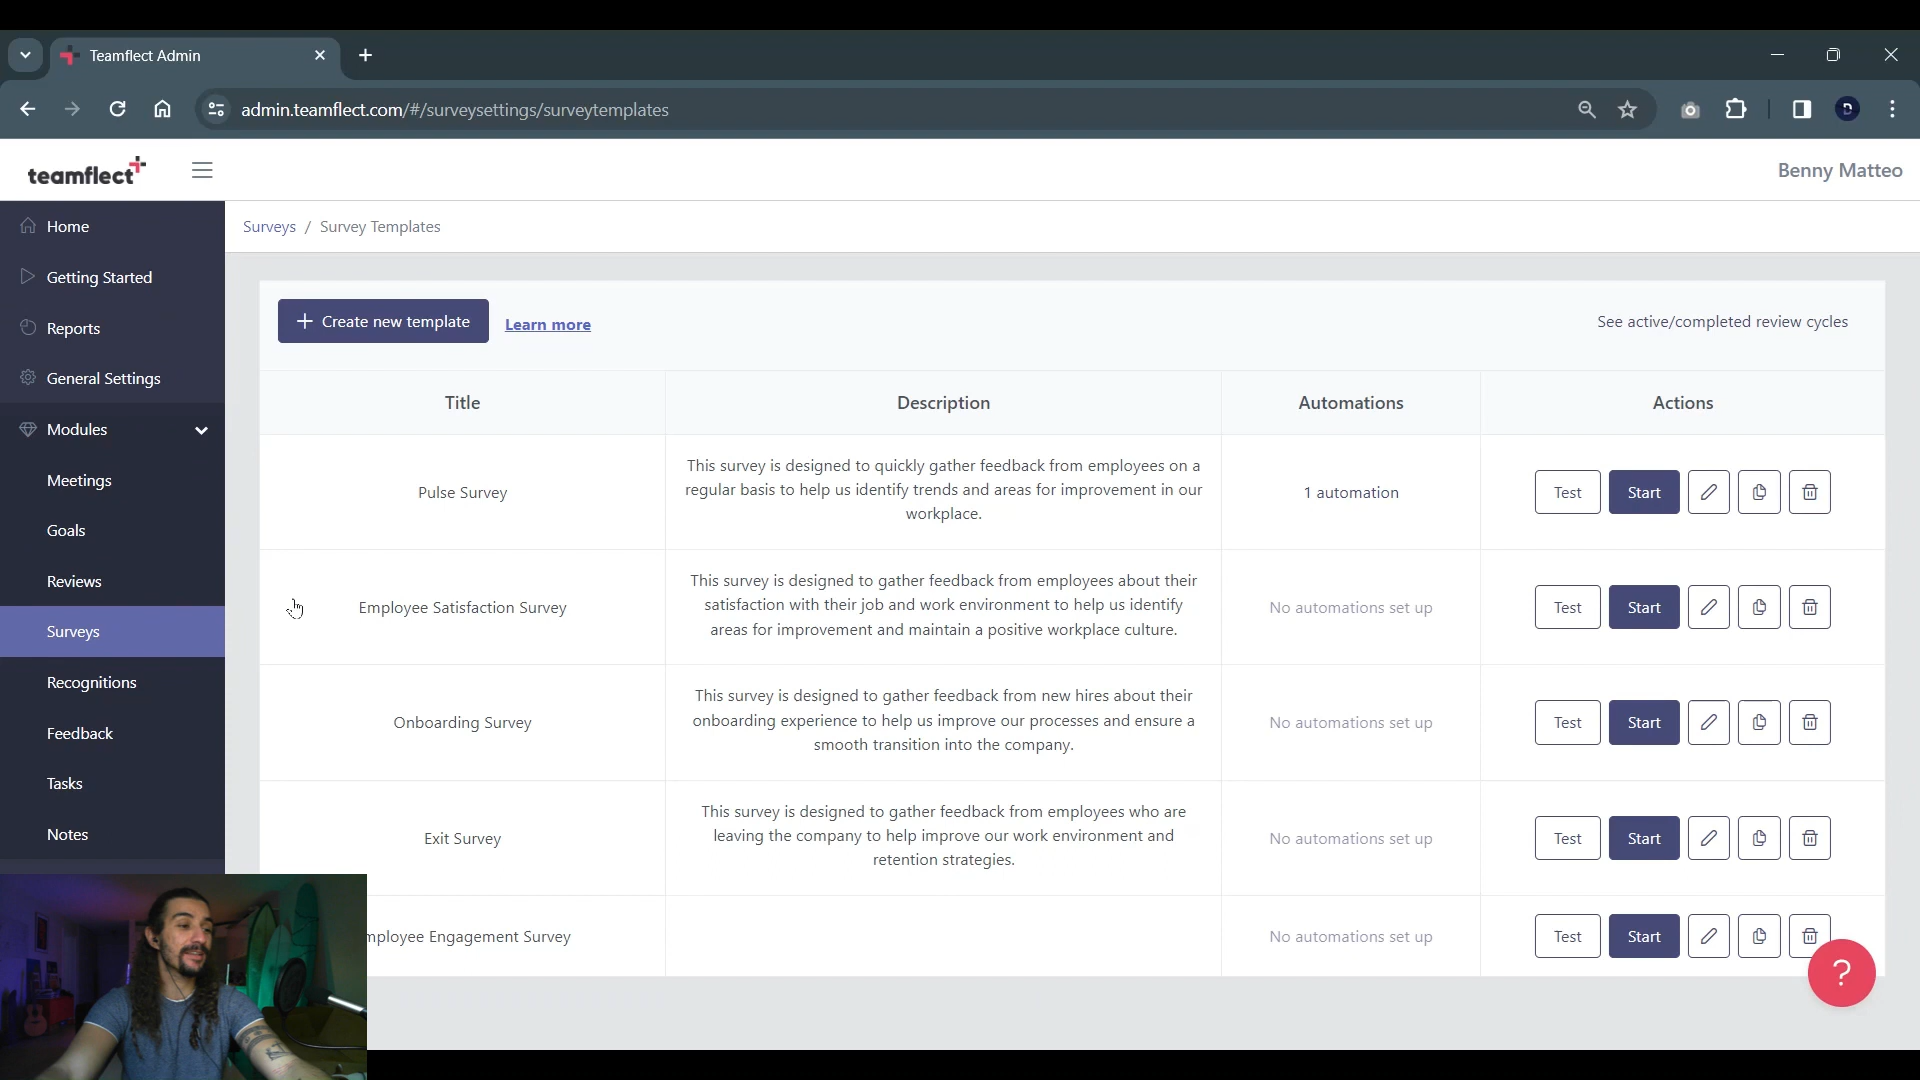 Teamflect Admin
admin.teamflect.com/#/surveysettings/surveytemplates
D
teamflect
Benny Matteo
Home
Getting Started
Reports
General Settings
Modules
Meetings
Goals
Reviews
Surveys
Recognitions
Feedback
Tasks
Notes
Surveys / Survey Templates
+ Create new template
Learn more
See active/completed review cycles
Title
Description
Automations
Actions
Pulse Survey
This survey is designed to quickly gather feedback from employees on a
regular basis to help us identify trends and areas for improvement in our
workplace.
1 automation
Test
Start
Employee Satisfaction Survey
This survey is designed to gather feedback from employees about their
satisfaction with their job and work environment to help us identify
areas for improvement and maintain a positive workplace culture.
No automations set up
Test
Start
Onboarding Survey
This survey is designed to gather feedback from new hires about their
onboarding experience to help us improve our processes and ensure a
smooth transition into the company.
No automations set up
Test
Start
Exit Survey
This survey is designed to gather feedback from employees who are
leaving the company to help improve our work environment and
retention strategies.
No automations set up
Test
Start
mployee Engagement Survey
No automations set up
Test
Start
?